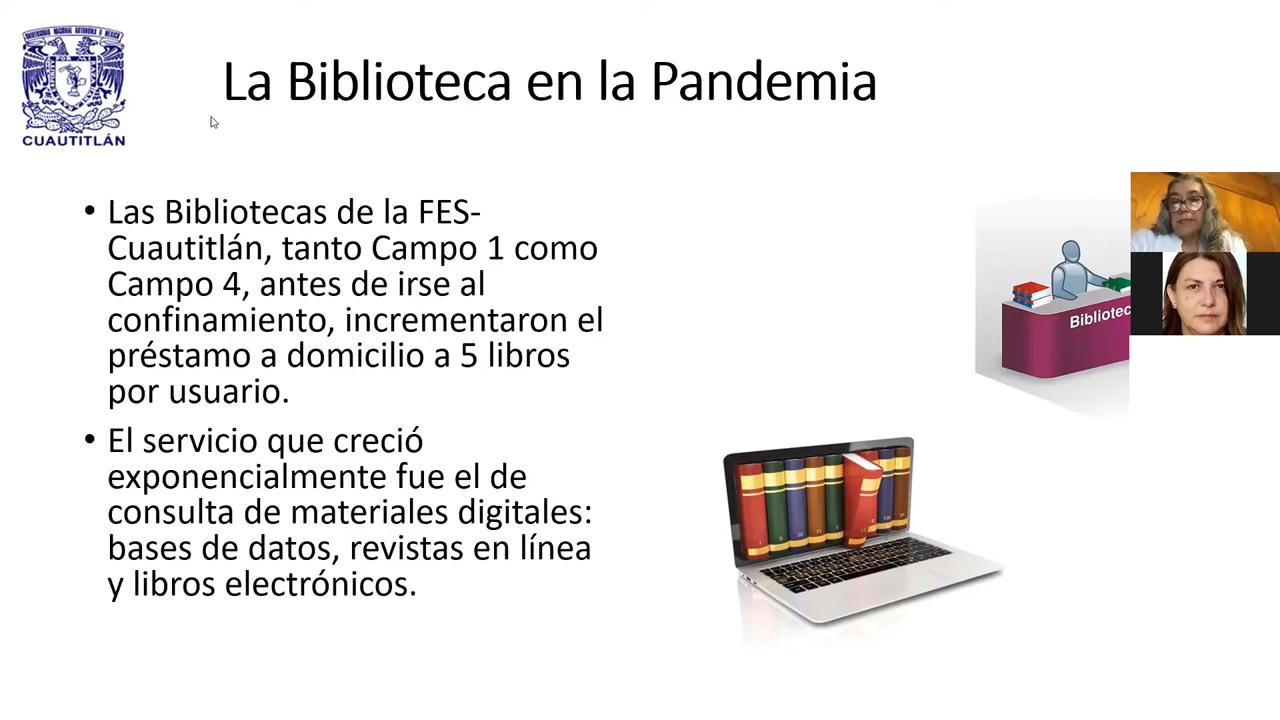 La Biblioteca en la Pandemia
CUAUTITLÁN
• Las Bibliotecas de la FES-
Cuautitlán, tanto Campo 1 como
Campo 4, antes de irse al
confinamiento, incrementaron el
préstamo a domicilio a 5 libros
por usuario.
• El servicio que creció
exponencialmente fue el de
consulta de materiales digitales:
bases de datos, revistas en línea
y libros electrónicos.
Bibliotec